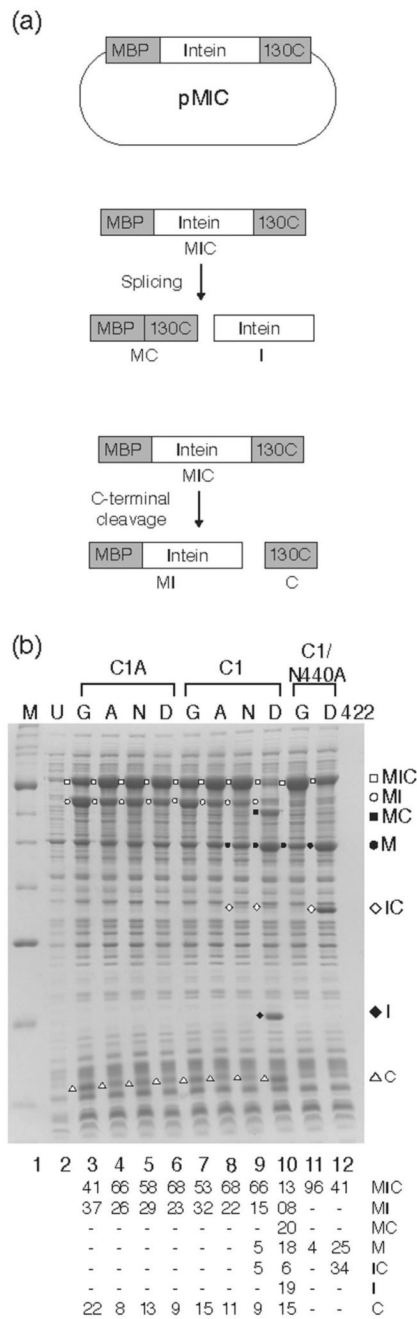 (a)
MBP Intein 130C
pMIC
MBP Intein 130C
MIC
Splicing
MBP 130C Intein
MC I
MBP Intein 130C
MIC
C-terminal
cleavage
MBP Intein 130C
MI C
(b)
C1A C1 C1/
N440A
M U G A N D G A N D G D 422
MIC
MI
MC
M
IC
I
C
1 2 3 4 5 6 7 8 9 10 11 12
41 66 58 68 53 68 66 13 96 41 MIC
37 26 29 23 32 22 15 08 - - MI
- - - - - - - 20 - - MC
- - - - - - 5 18 4 25 M
- - - - - - 5 6 - 34 IC
- - - - - - - 19 - - I
22 8 13 9 15 11 9 15 - - C